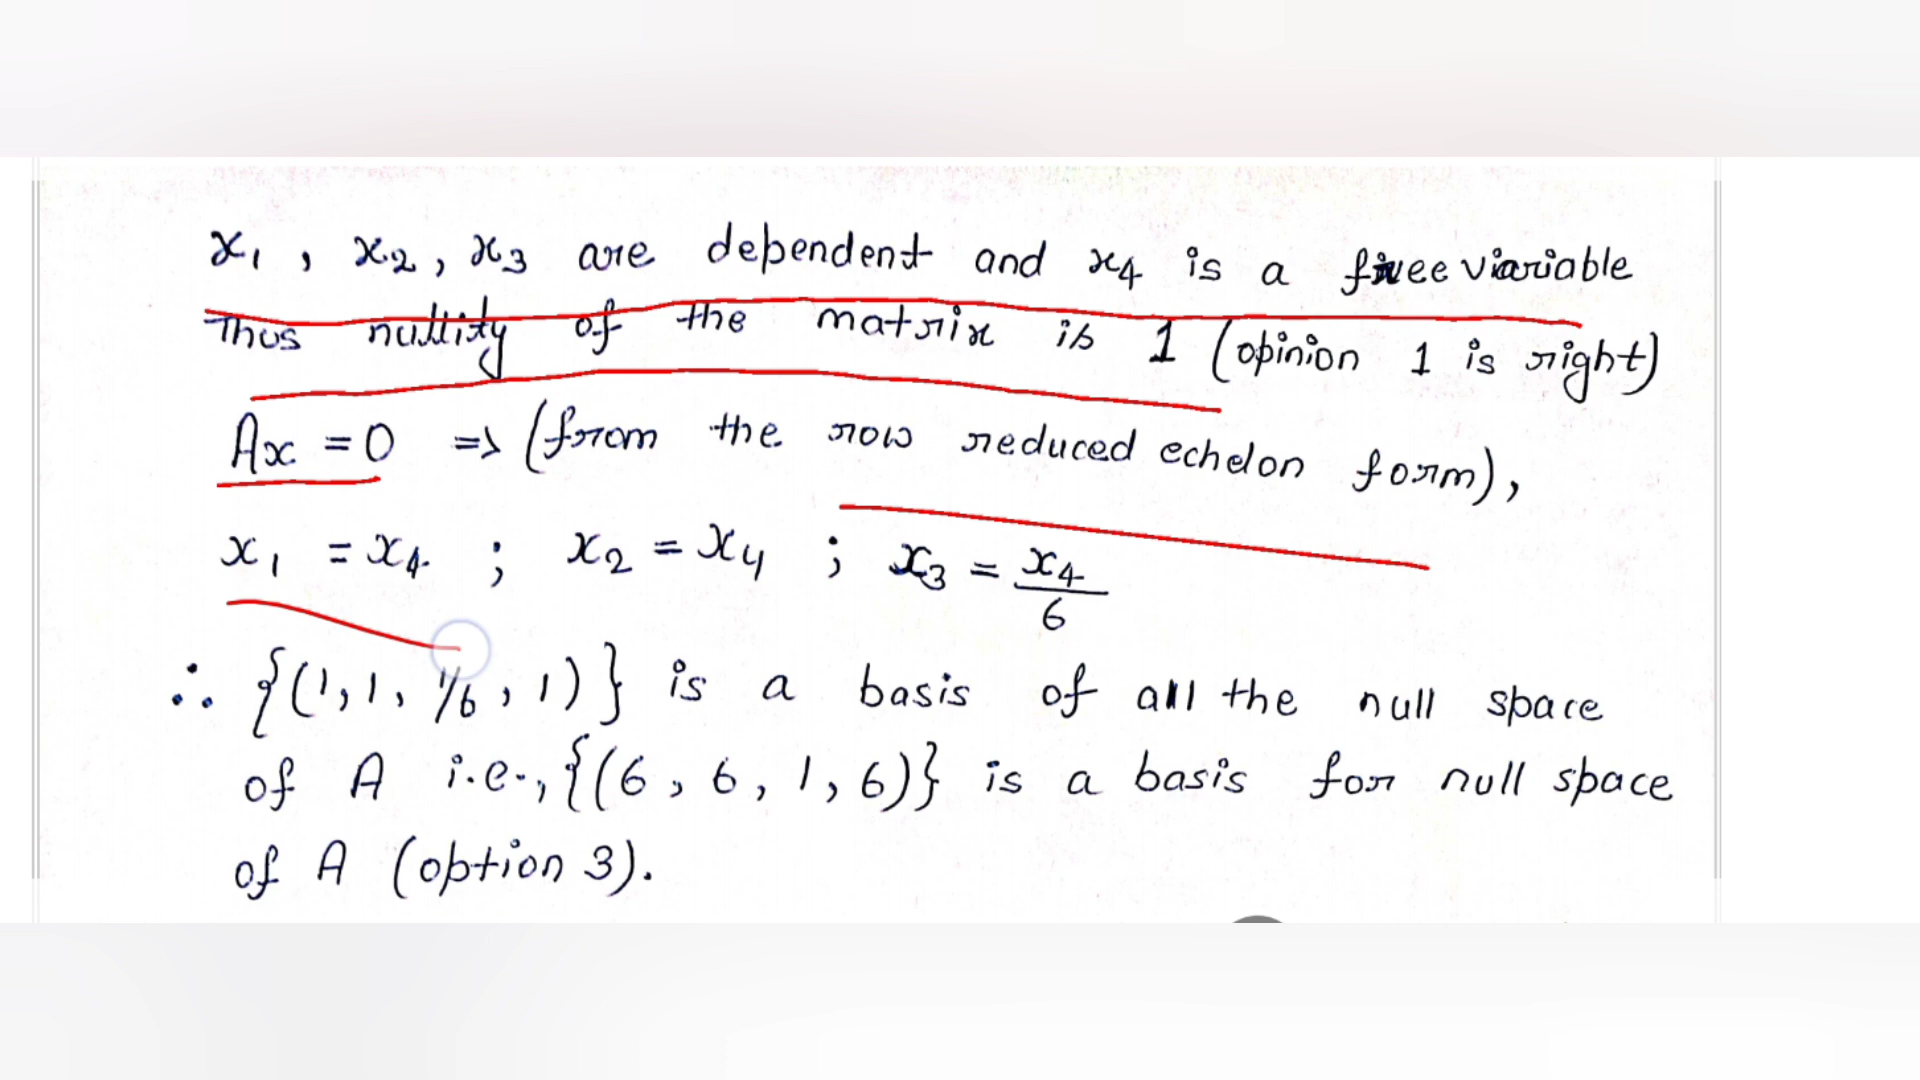 x₁, x₂, x₃ are dependent and x₄ is a free variable
Thus nullity of the matrix is 1 (opinion 1 is right)
Ax = 0 => (from the row reduced echelon form),
x₁ = x₄ ; x₂ = x₄ ; x₃ = x₄/6
∴ {(1, 1, 1/6, 1)} is a basis of all the null space
of A i.e., {(6, 6, 1, 6)} is a basis for null space
of A (option 3).